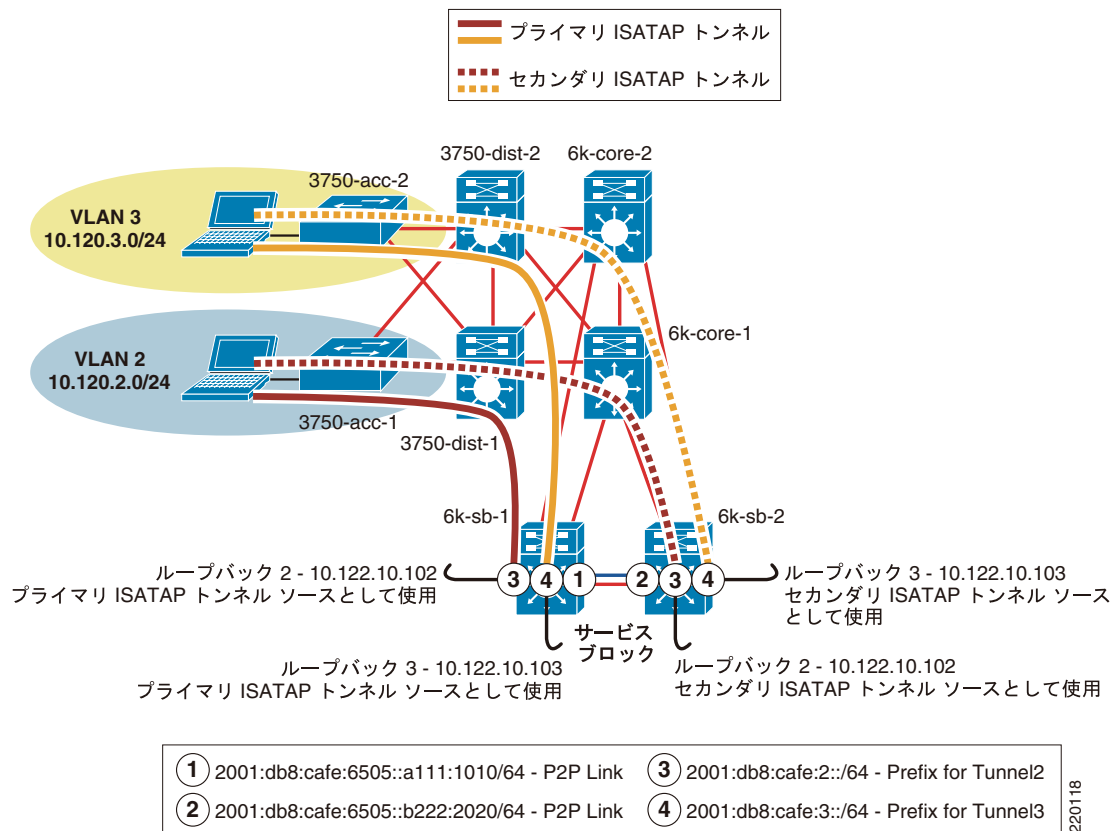 プライマリ ISATAP トンネル
セカンダリ ISATAP トンネル
3750-dist-2
6k-core-2
3750-acc-2
VLAN 3
10.120.3.0/24
6k-core-1
VLAN 2
10.120.2.0/24
3750-acc-1
3750-dist-1
6k-sb-1
6k-sb-2
3
4
1
2
3
4
ループバック 2 - 10.122.10.102
プライマリ ISATAP トンネル ソースとして使用
ループバック 3 - 10.122.10.103
セカンダリ ISATAP トンネル ソース
として使用
サービス
ブロック
ループバック 3 - 10.122.10.103
プライマリ ISATAP トンネル ソースとして使用
ループバック 2 - 10.122.10.102
セカンダリ ISATAP トンネル ソースとして使用
1 2001:db8:cafe:6505::a111:1010/64 - P2P Link
3 2001:db8:cafe:2::/64 - Prefix for Tunnel2
2 2001:db8:cafe:6505::b222:2020/64 - P2P Link
4 2001:db8:cafe:3::/64 - Prefix for Tunnel3
220118